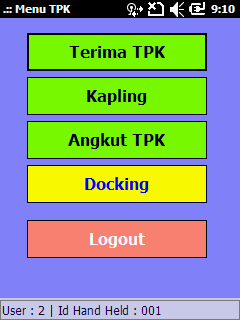 .:: Menu TPK 9:10
Terima TPK
Kapling
Angkut TPK
Docking
Logout
User : 2 | Id Hand Held : 001